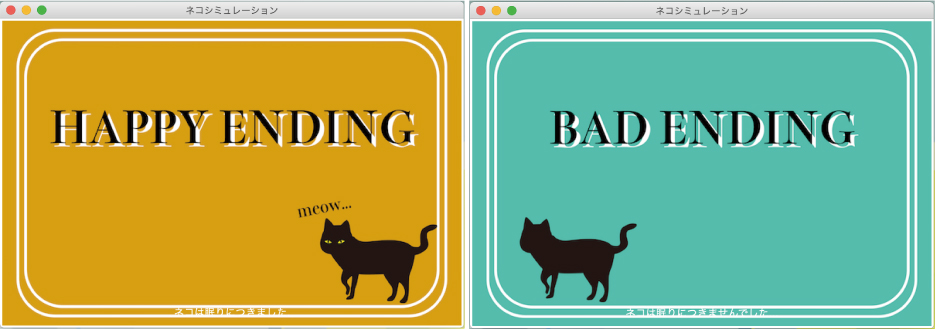 ネコシミュレーション
HAPPY ENDING
meow...
ネコは眠りにつきました
ネコシミュレーション
BAD ENDING
ネコは眠りにつきませんでした